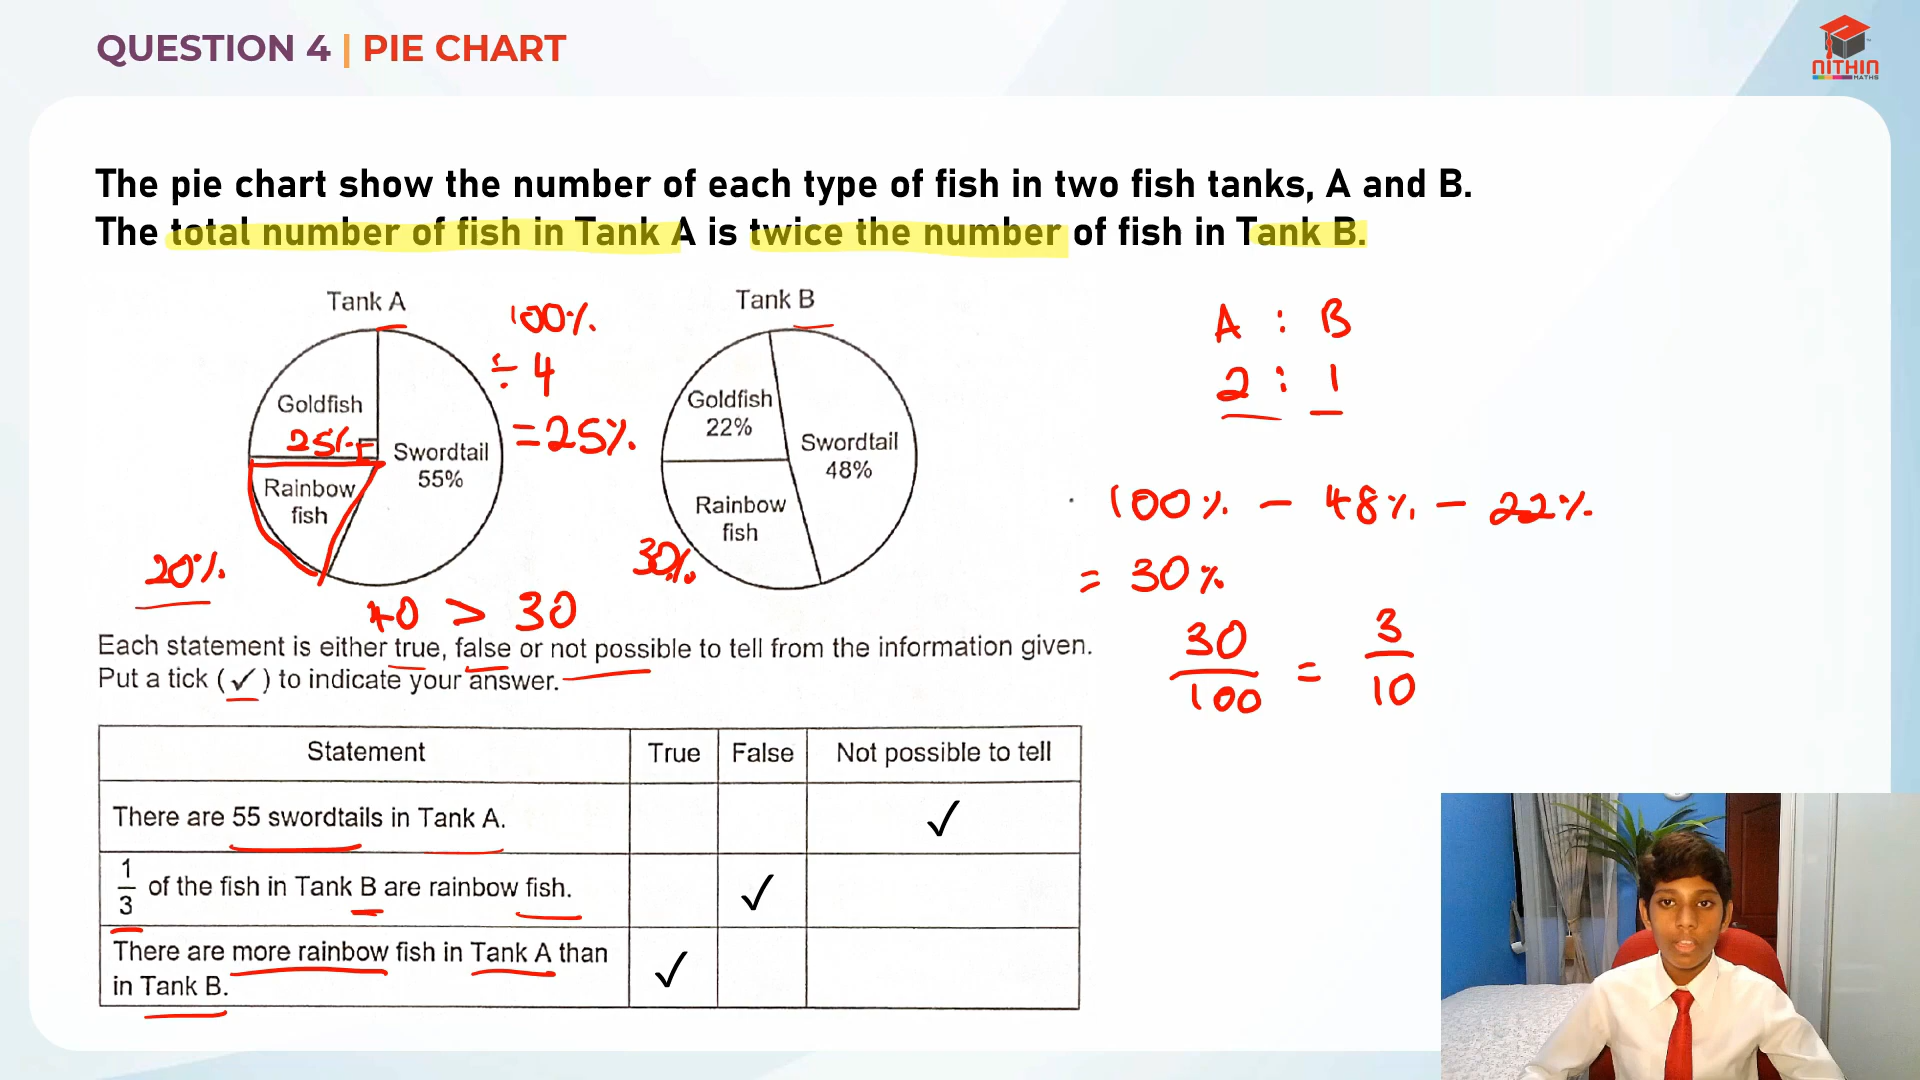 QUESTION 4 | PIE CHART
NITHIN
MATHS
The pie chart show the number of each type of fish in two fish tanks, A and B.
The total number of fish in Tank A is twice the number of fish in Tank B.
Tank A
Goldfish
25%
Swordtail
55%
Rainbow
fish
20%
100%
÷ 4
= 25%
Tank B
Goldfish
22%
Swordtail
48%
Rainbow
fish
30%
A : B
2 : 1
100% - 48% - 22%
= 30%
30/100 = 3/10
40 > 30
Each statement is either true, false or not possible to tell from the information given.
Put a tick (✓) to indicate your answer.
Statement True False Not possible to tell
There are 55 swordtails in Tank A. ✓
1/3 of the fish in Tank B are rainbow fish. ✓
There are more rainbow fish in Tank A than
in Tank B. ✓